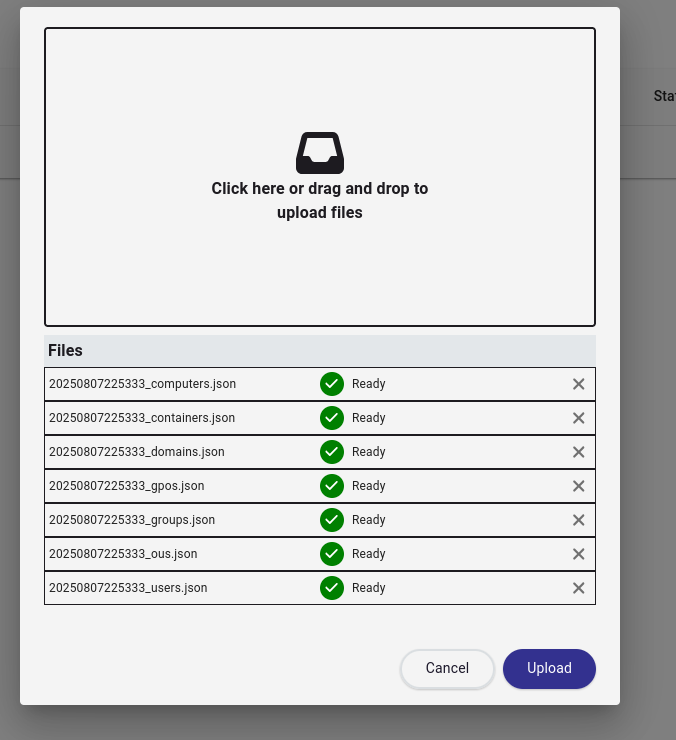 Click here or drag and drop to
upload files
Files
20250807225333_computers.json Ready
20250807225333_containers.json Ready
20250807225333_domains.json Ready
20250807225333_gpos.json Ready
20250807225333_groups.json Ready
20250807225333_ous.json Ready
20250807225333_users.json Ready
Cancel Upload